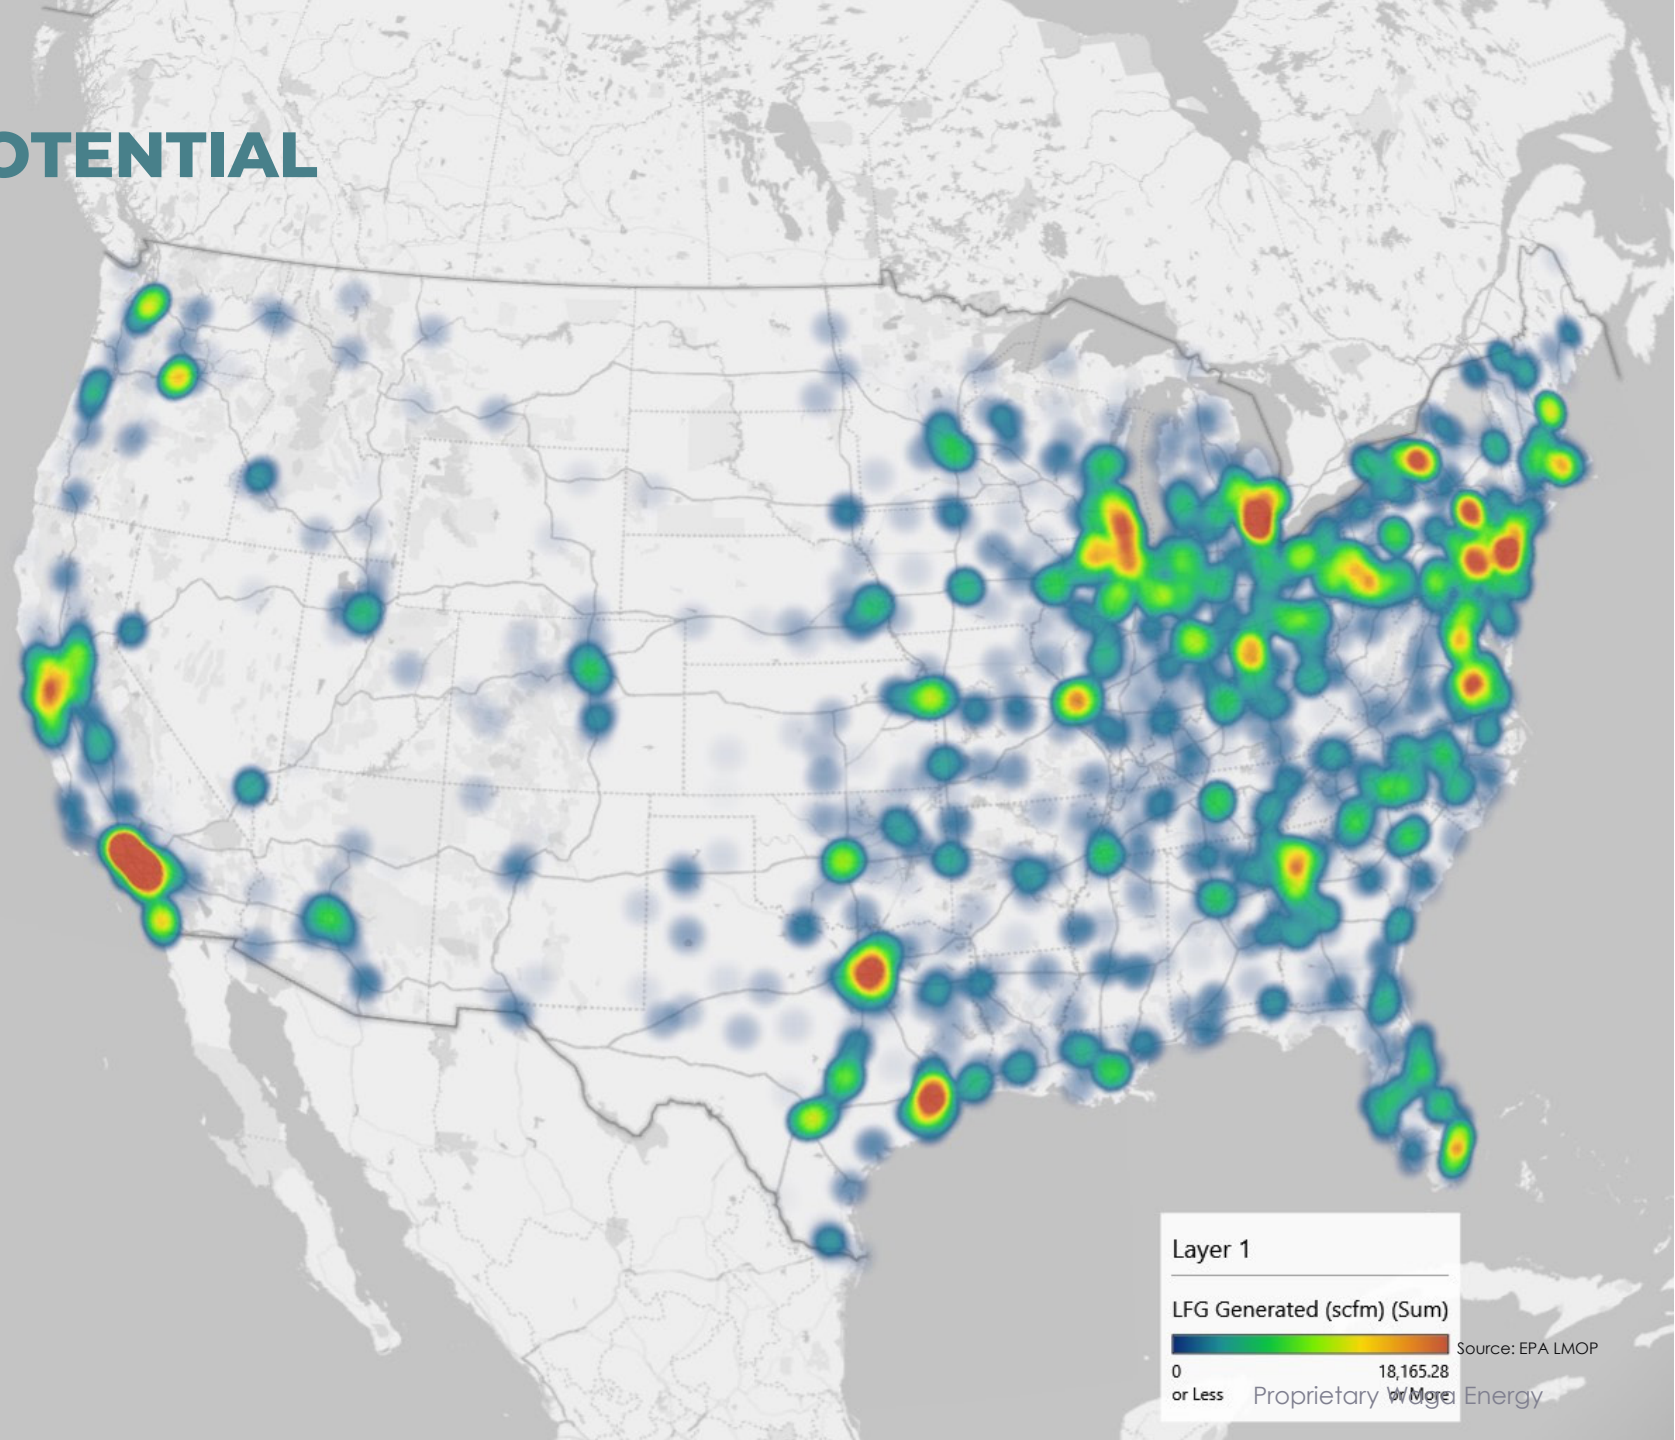 OTENTIAL
Layer 1
LFG Generated (scfm) (Sum)
Source: EPA LMOP
0 18,165.28
or Less or More
Proprietary Waga Energy